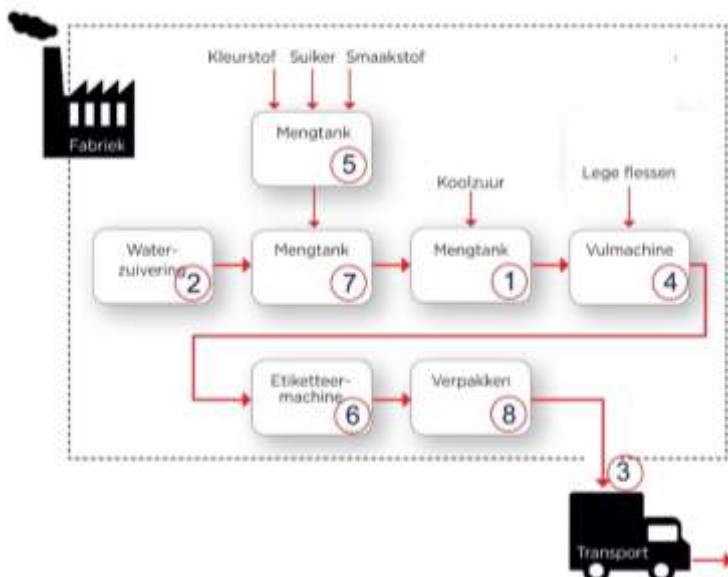 Kleurstof Suiker Smaakstof
Fabriek
Mengtank
5
Koolzuur
Lege flessen
Water-
zuivering
2
Mengtank
7
Mengtank
1
Vulmachine
4
Etiketteer-
machine
6
Verpakken
8
3
Transport